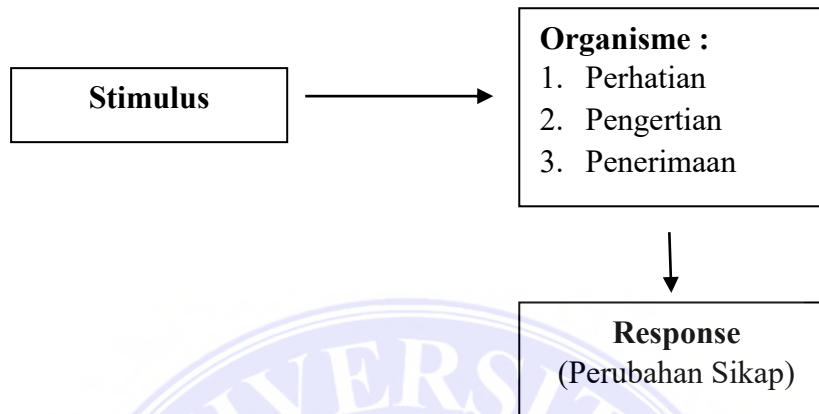 Stimulus
Organisme :
1. Perhatian
2. Pengertian
3. Penerimaan
Response
(Perubahan Sikap)